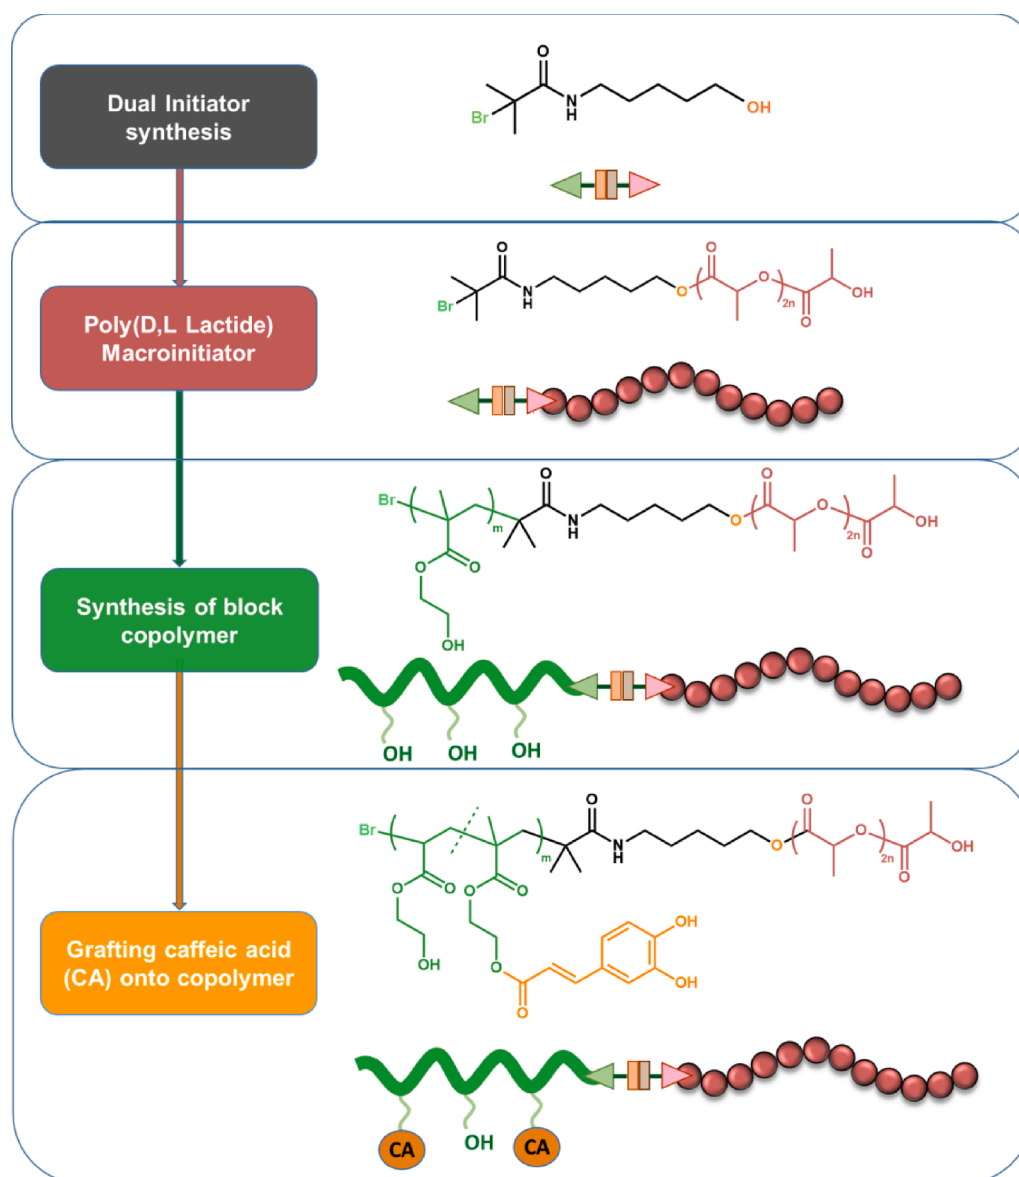 Dual Initiator
synthesis
O
Br
N
H
OH
Poly(D,L Lactide)
Macroinitiator
O
Br
N
H
O
O
O
2n
O
OH
Synthesis of block
copolymer
Br
m
O
O
O
N
H
O
O
O
2n
O
OH
OH
OH
OH
OH
Grafting caffeic acid
(CA) onto copolymer
Br
m
O
O
O
O
O
N
H
O
O
O
2n
O
OH
OH
O
O
OH
OH
CA
OH
CA